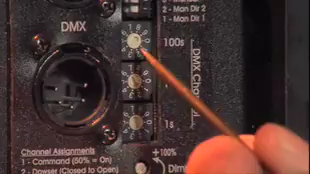 2 - Man Dir 2
1 - Man Dir 1
DMX
100s
DMX Chan
1s
Channel Assignments
+100%
1 - Command (50% = On)
2 - Dowser (Closed to Open)
Dim